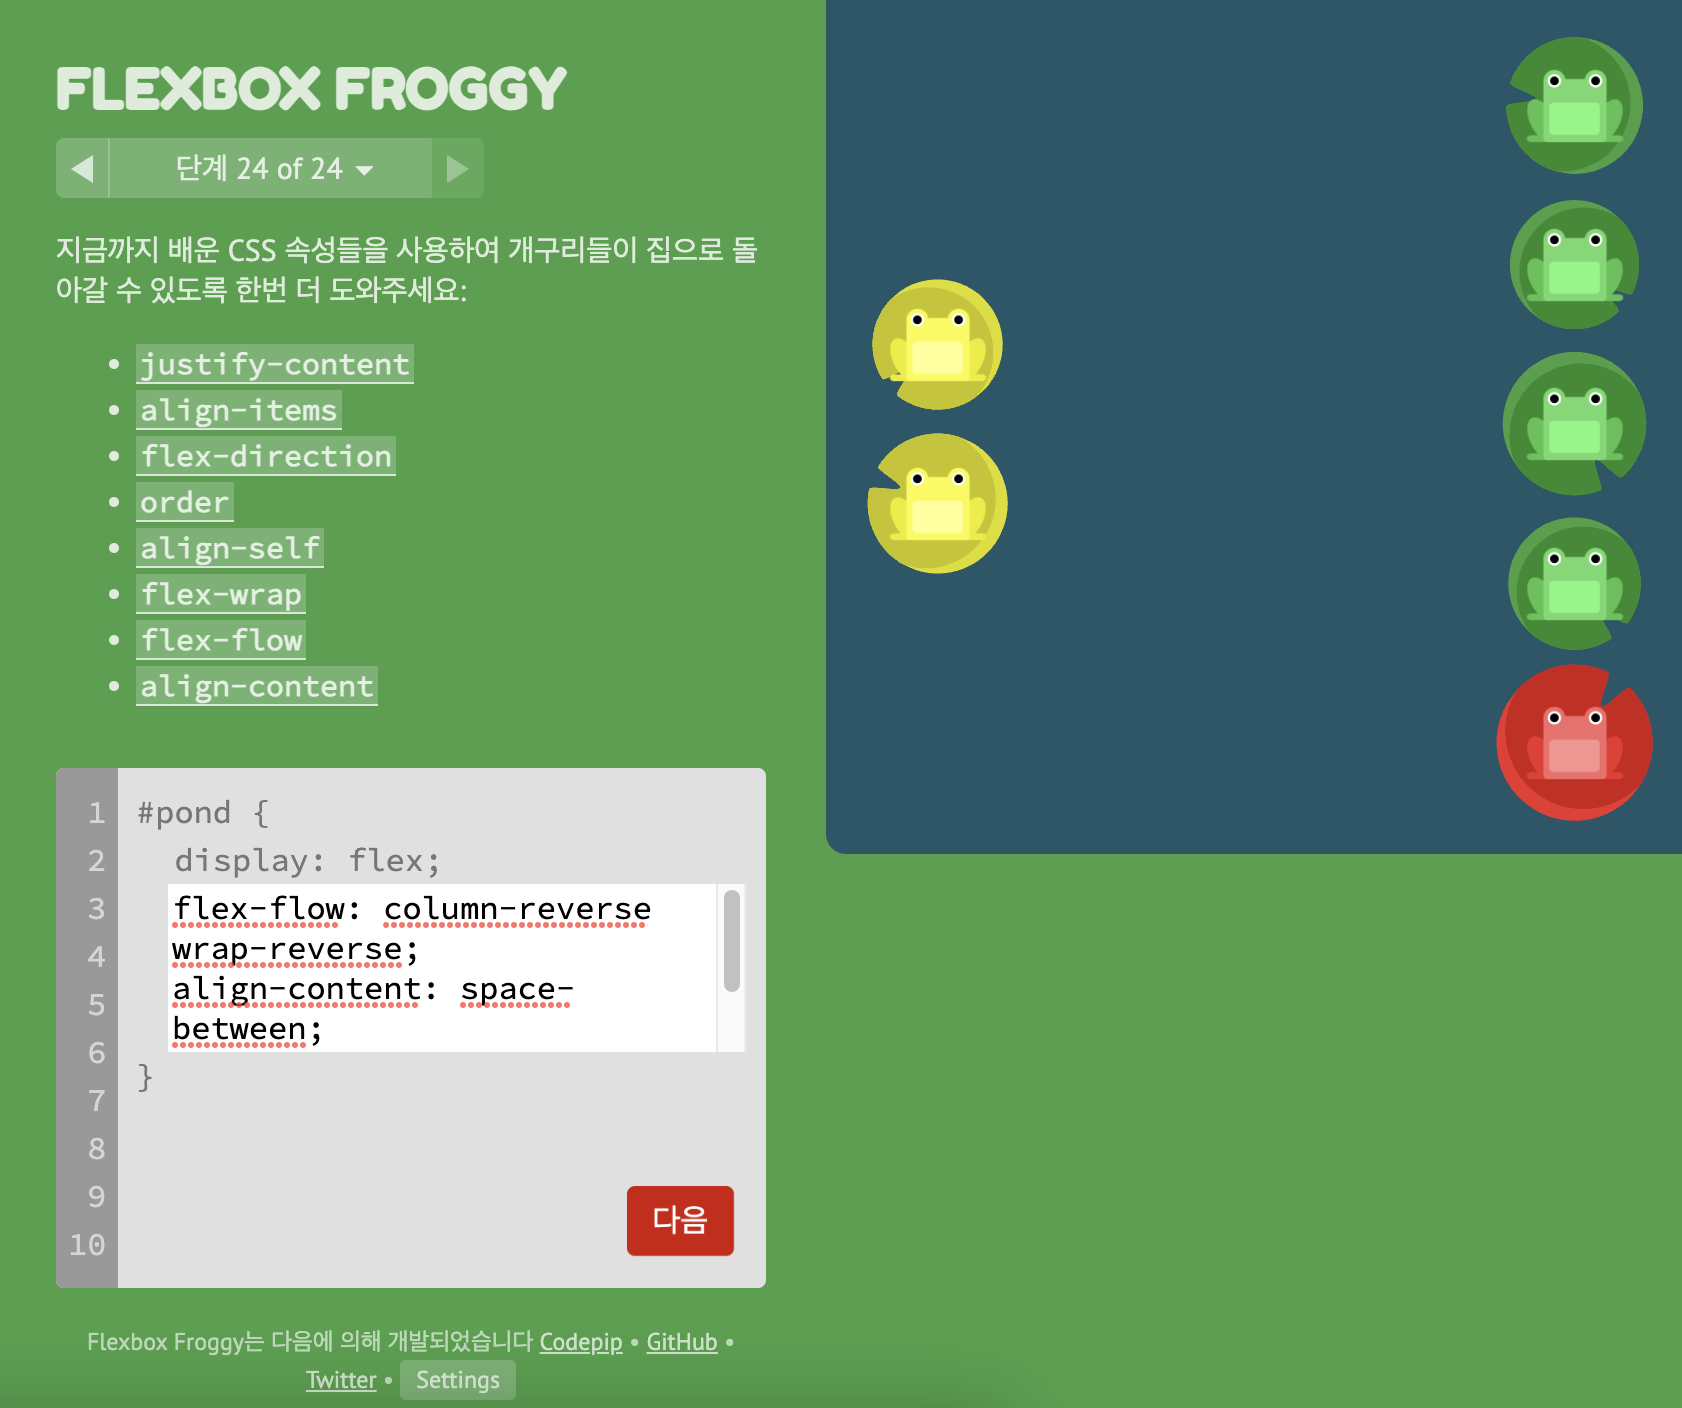 FLEXBOX FROGGY
단계 24 of 24
지금까지 배운 CSS 속성들을 사용하여 개구리들이 집으로 돌
아갈 수 있도록 한번 더 도와주세요:
justify-content
align-items
flex-direction
order
align-self
flex-wrap
flex-flow
align-content
1 #pond {
2 display: flex;
3 flex-flow: column-reverse
4 wrap-reverse;
5 align-content: space-
6 between;
}
7
8
9
10
다음
Flexbox Froggy는 다음에 의해 개발되었습니다 Codepip • GitHub •
Twitter • Settings